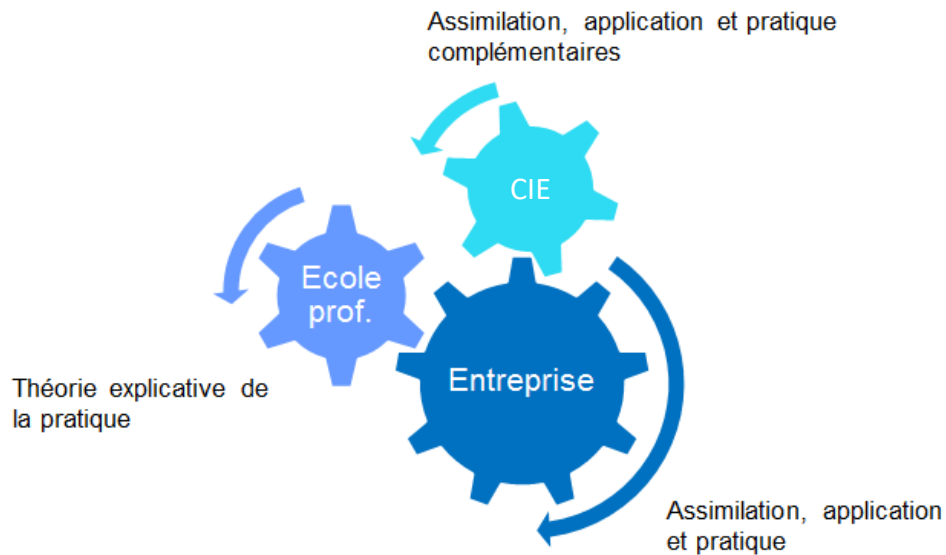 Assimilation, application et pratique
complémentaires
CIE
Ecole
prof.
Entreprise
Théorie explicative de
la pratique
Assimilation, application
et pratique